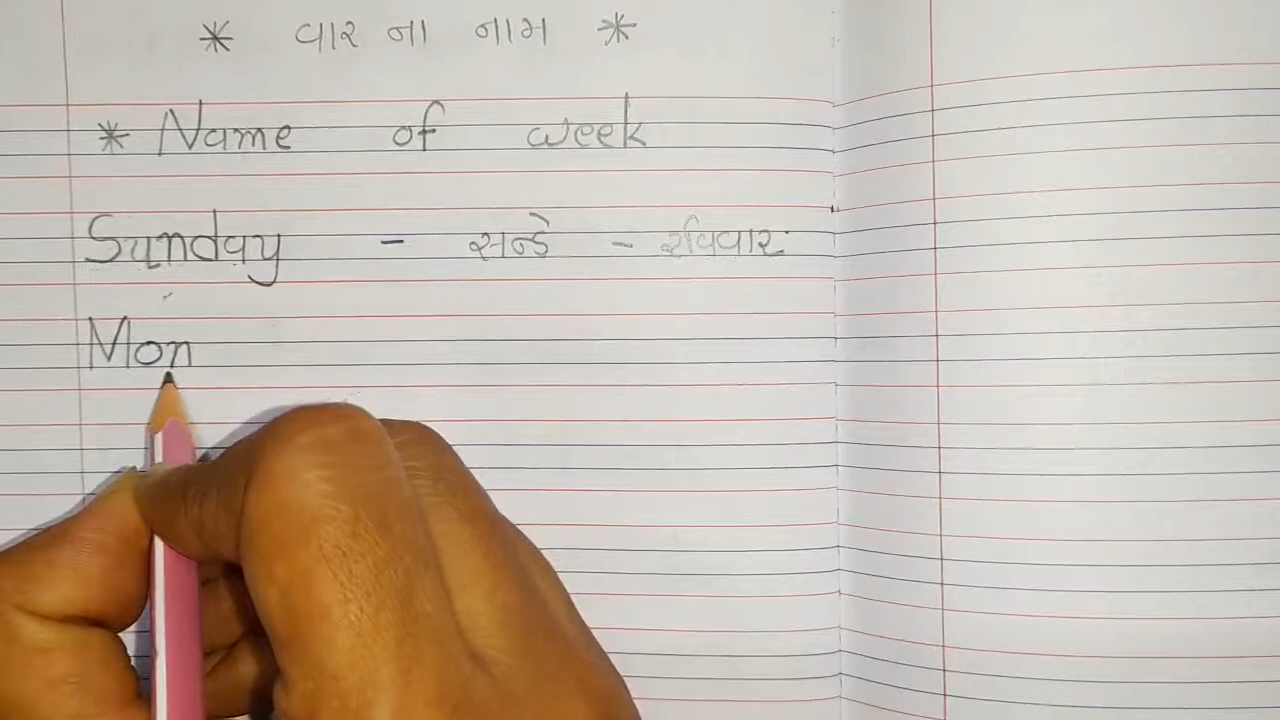 * વાર ના નામ *
* Name of week
Sunday - સન્ડે - રવિવાર
Mon